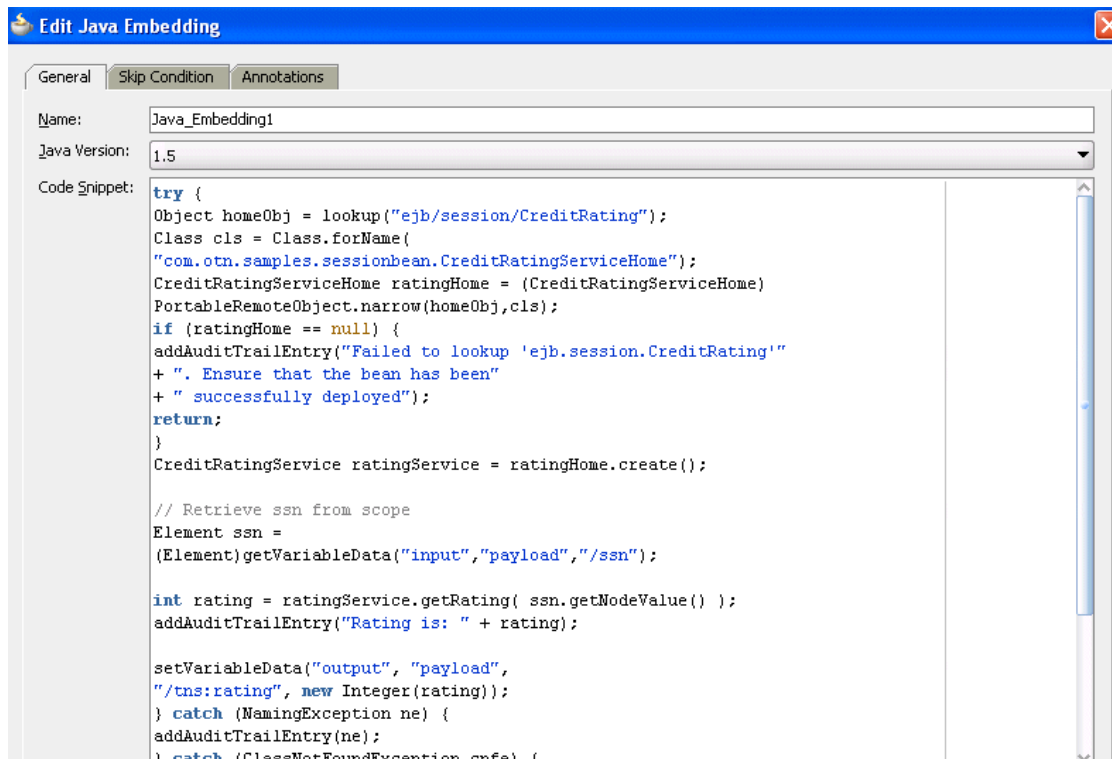 Edit Java Embedding
General Skip Condition Annotations
Name: Java_Embedding1
Java Version: 1.5
Code Snippet:
try {
Object homeObj = lookup("ejb/session/CreditRating");
Class cls = Class.forName(
"com.otn.samples.sessionbean.CreditRatingServiceHome");
CreditRatingServiceHome ratingHome = (CreditRatingServiceHome)
PortableRemoteObject.narrow(homeObj,cls);
if (ratingHome == null) {
addAuditTrailEntry("Failed to lookup 'ejb.session.CreditRating'"
+ ". Ensure that the bean has been"
+ " successfully deployed");
return;
}
CreditRatingService ratingService = ratingHome.create();
// Retrieve ssn from scope
Element ssn =
(Element)getVariableData("input","payload","/ssn");
int rating = ratingService.getRating( ssn.getNodeValue() );
addAuditTrailEntry("Rating is: " + rating);
setVariableData("output", "payload",
"/tns:rating", new Integer(rating));
} catch (NamingException ne) {
addAuditTrailEntry(ne);
} catch (ClassNotFoundException cnfe) {